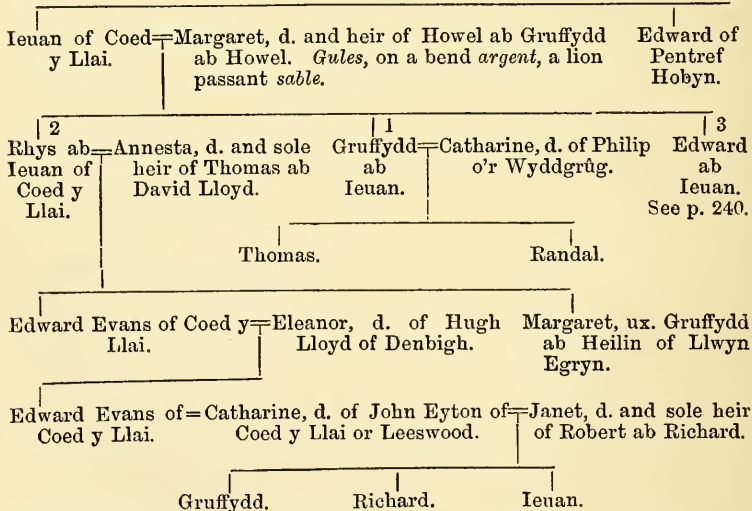 Ieuan of Coed=Margaret, d. and heir of Howel ab Gruffydd Edward of
y Llai. ab Howel. Gules, on a bend argent, a lion Pentref
passant sable. Hobyn.
2 1 3
Rhys ab=Annesta, d. and sole Gruffydd=Catharine, d. of Philip Edward
Ieuan of heir of Thomas ab ab o'r Wyddgrûg. ab
Coed y David Lloyd. Ieuan. Ieuan.
Llai. See p. 240.
Thomas. Randal.
Edward Evans of Coed y=Eleanor, d. of Hugh Margaret, ux. Gruffydd
Llai. Lloyd of Denbigh. ab Heilin of Llwyn
Egryn.
Edward Evans of=Catharine, d. of John Eyton of=Janet, d. and sole heir
Coed y Llai. Coed y Llai or Leeswood. of Robert ab Richard.
Gruffydd. Richard. Ieuan.